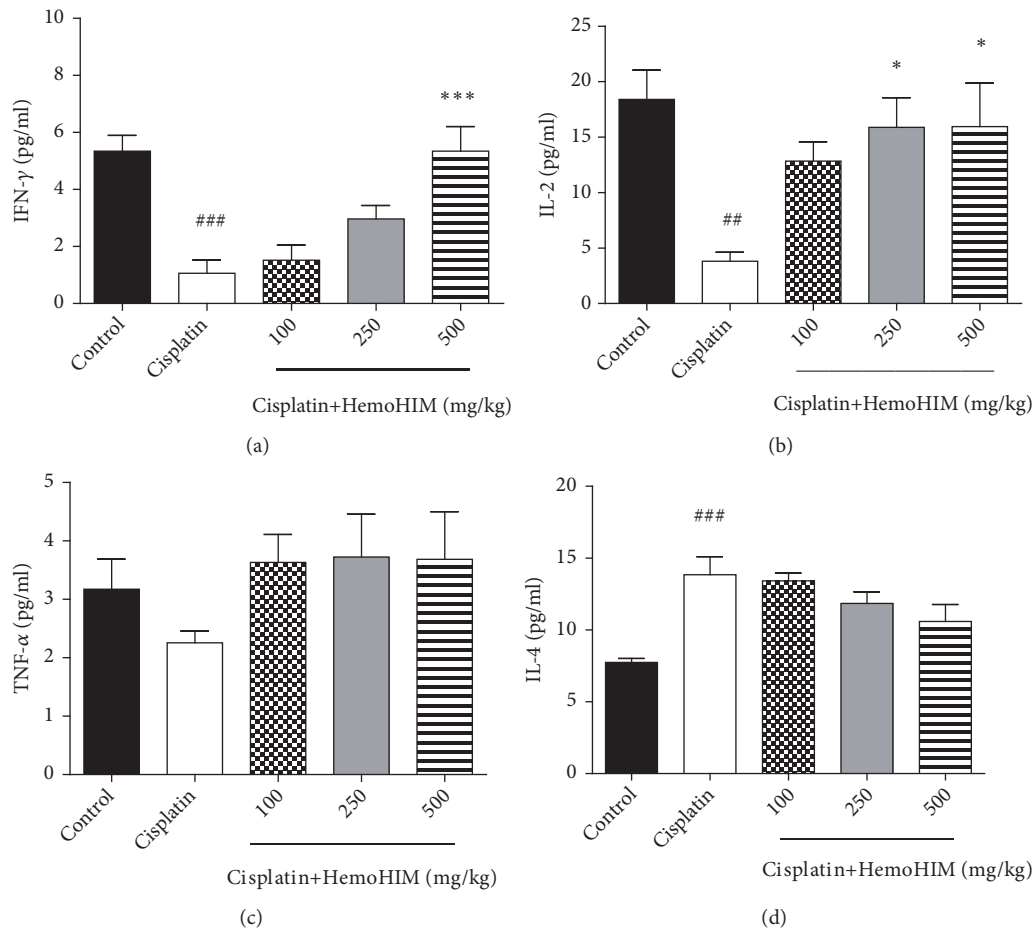 10
8
6
4
2
0
IFN-γ (pg/ml)
###
***
Control
Cisplatin
100
250
500
Cisplatin+HemoHIM (mg/kg)
(a)
25
20
15
10
5
0
IL-2 (pg/ml)
##
*
*
Control
Cisplatin
100
250
500
Cisplatin+HemoHIM (mg/kg)
(b)
5
4
3
2
1
0
TNF-α (pg/ml)
Control
Cisplatin
100
250
500
Cisplatin+HemoHIM (mg/kg)
(c)
20
15
10
5
0
IL-4 (pg/ml)
###
Control
Cisplatin
100
250
500
Cisplatin+HemoHIM (mg/kg)
(d)